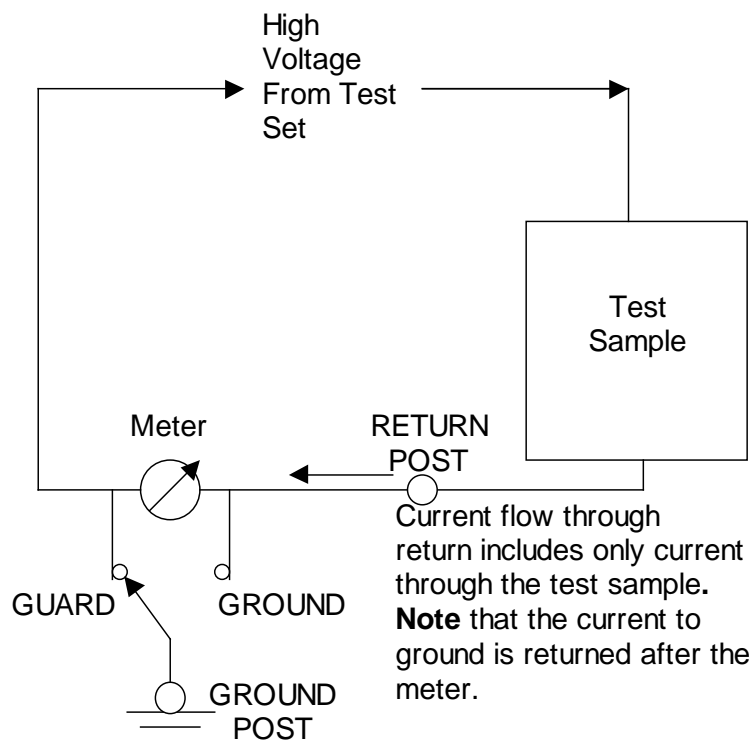 High
Voltage
From Test
Set
Test
Sample
Meter
RETURN
POST
Current flow through
return includes only current
through the test sample.
Note that the current to
ground is returned after the
meter.
GUARD
GROUND
GROUND
POST